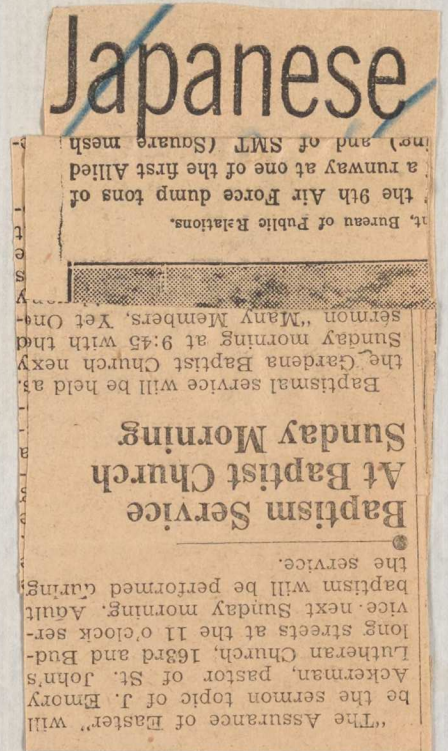 Japanese
"The Assurance of Easter" will
be the sermon topic of J. Emory
Ackerman, pastor of St. John's
Lutheran Church, 163rd and Bud-
long streets at the 11 o'clock ser-
vice next Sunday morning. Adult
baptism will be performed during
the service.
Baptism Service
At Baptist Church
Sunday Morning
Baptismal service will be held
the Gardena Baptist Church
Sunday morning at 9:45 with
sermon "Many Members, Yet One
nt, Bureau of Public Relations.
the 9th Air Force dump tons of
a runway at one of the first Allied
ing) and of SMT (Square mesh